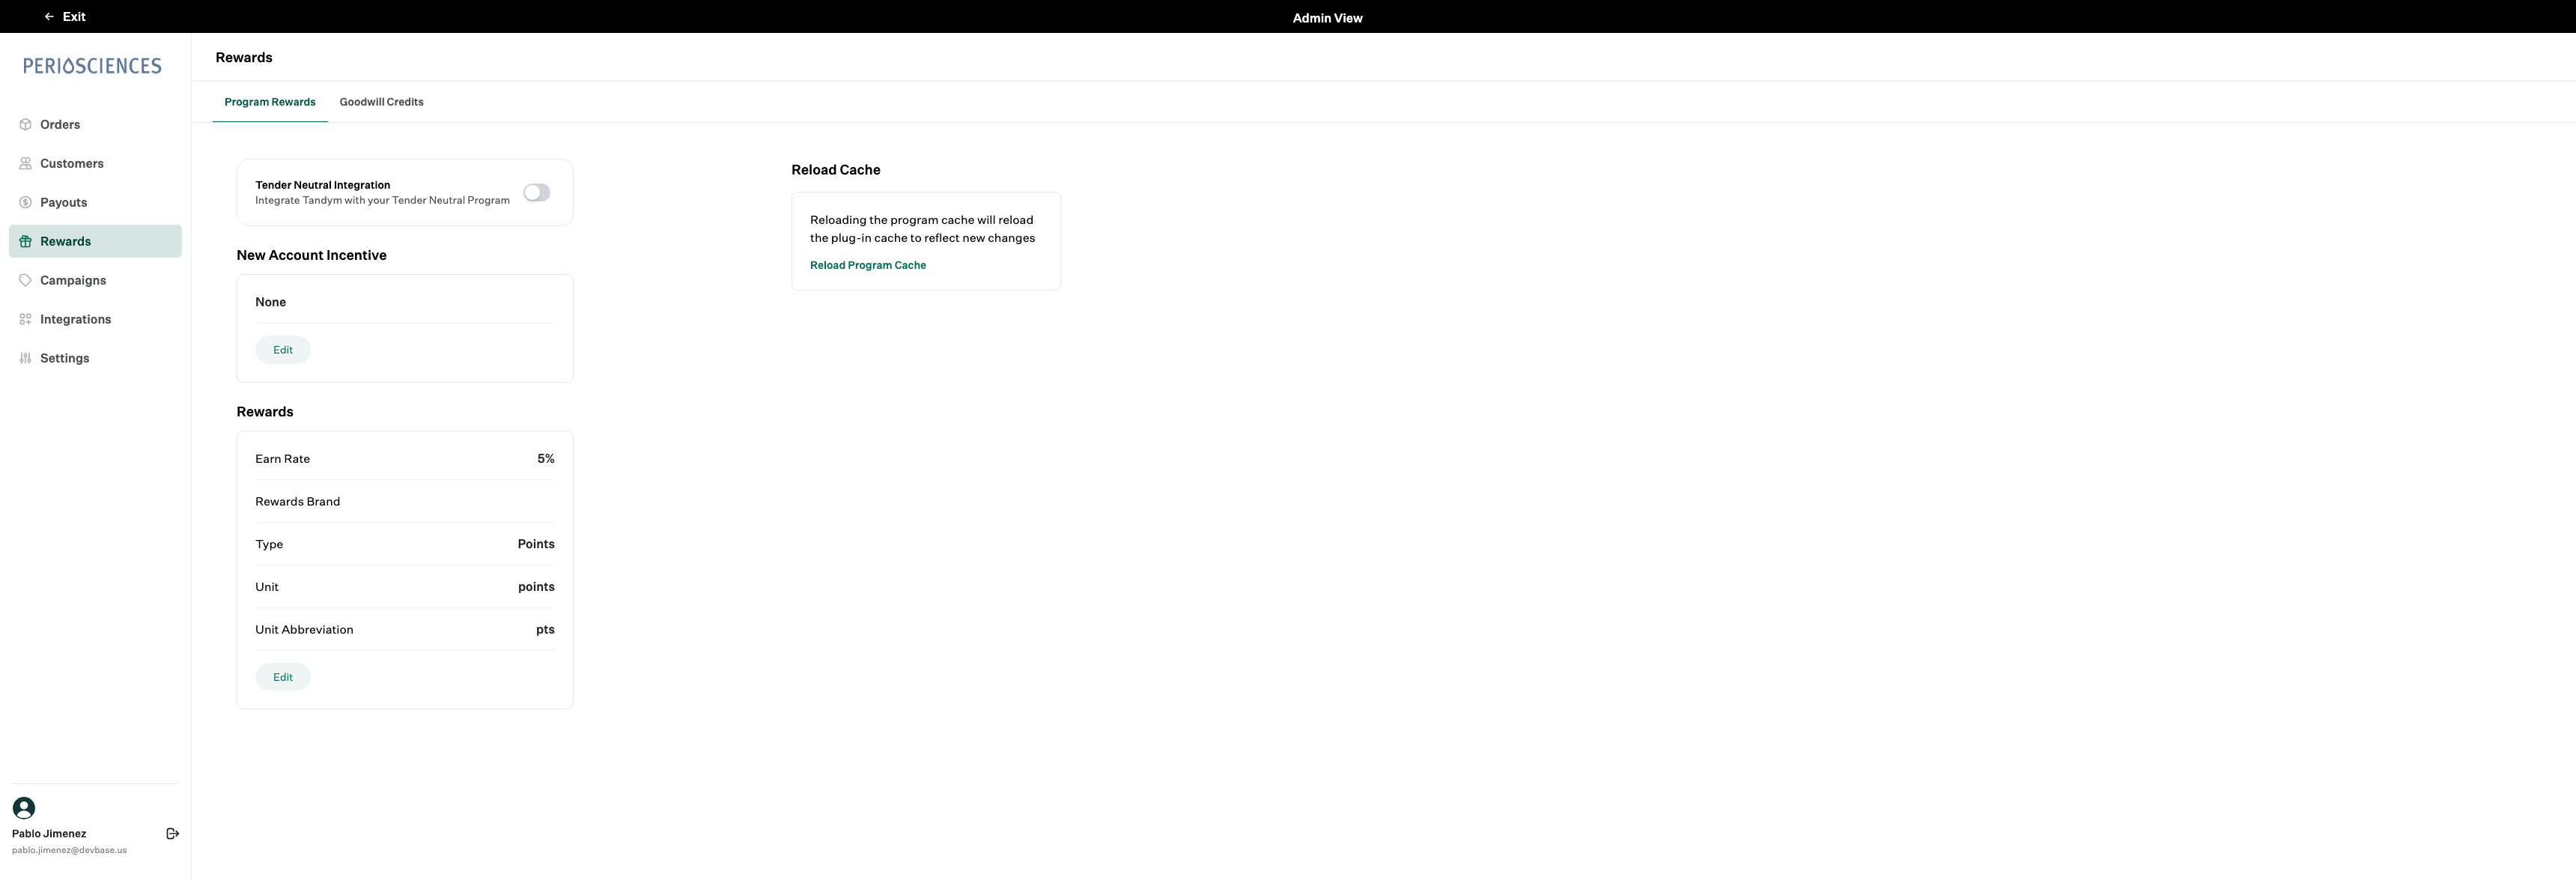 Exit
Admin View
PERIOSCIENCES
Orders
Customers
Payouts
Rewards
Campaigns
Integrations
Settings
Pablo Jimenez
pablo.jimenez@devbase.us
Rewards
Program Rewards
Goodwill Credits
Tender Neutral Integration
Integrate Tandym with your Tender Neutral Program
New Account Incentive
None
Edit
Rewards
Earn Rate 5%
Rewards Brand
Type Points
Unit points
Unit Abbreviation pts
Edit
Reload Cache
Reloading the program cache will reload
the plug-in cache to reflect new changes
Reload Program Cache